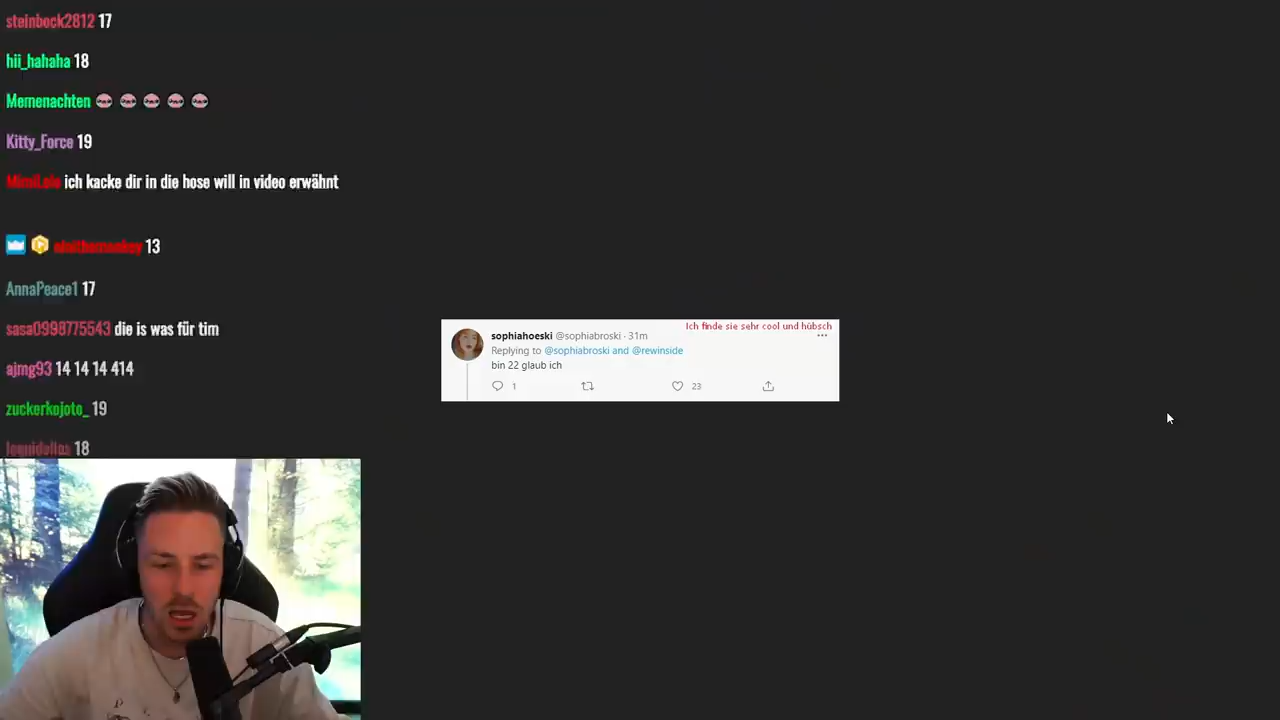 steinbock2812 17
hii_hahaha 18
Memenachten
Kitty_Force 19
MimiLole ich kacke dir in die hose will in video erwähnt
13
AnnaPeace1 17
sasa0998775543 die is was für tim
ajmg93 14 14 14 414
zuckerkojoto_ 19
18
Ich finde sie sehr cool und hübsch
sophiahoeski @sophiabroski · 31m
Replying to @sophiabroski and @rewinside
bin 22 glaub ich
1 23